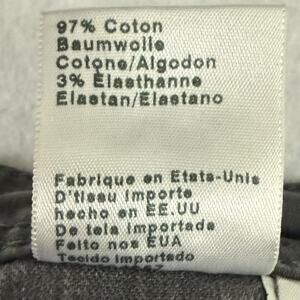 97% Coton
Baumwolle
Cotone/Algodon
3% Elasthanne
Elastan/Elastano
Fabrique en Etats-Unis
D'tissu importe
hecho en EE.UU
De tela importada
Feito nos EUA
Tecido importado